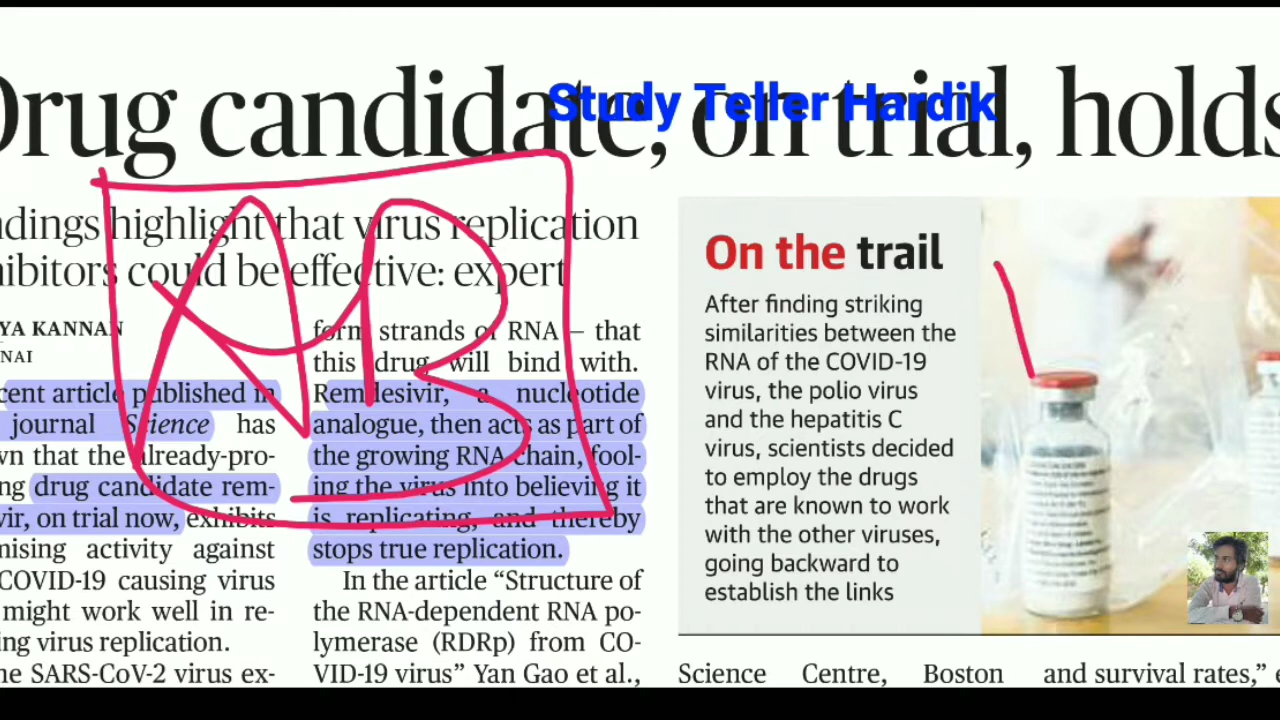 Drug candidate, on trial, holds
Study Teller Hardik
ndings highlight that virus replication
hibitors could be effective: expert
YA KANNAN
NAI
cent article published in
journal Science has
wn that the already-pro-
ng drug candidate rem-
vir, on trial now, exhibits
mising activity against
COVID-19 causing virus
might work well in re-
ing virus replication.
he SARS-CoV-2 virus ex-
form strands of RNA – that
this drug will bind with.
Remdesivir, a nucleotide
analogue, then acts as part of
the growing RNA chain, fool-
ing the virus into believing it
is replicating, and thereby
stops true replication.
In the article “Structure of
the RNA-dependent RNA po-
lymerase (RDRp) from CO-
VID-19 virus” Yan Gao et al.,
On the trail
After finding striking
similarities between the
RNA of the COVID-19
virus, the polio virus
and the hepatitis C
virus, scientists decided
to employ the drugs
that are known to work
with the other viruses,
going backward to
establish the links
Science Centre, Boston
and survival rates,” e